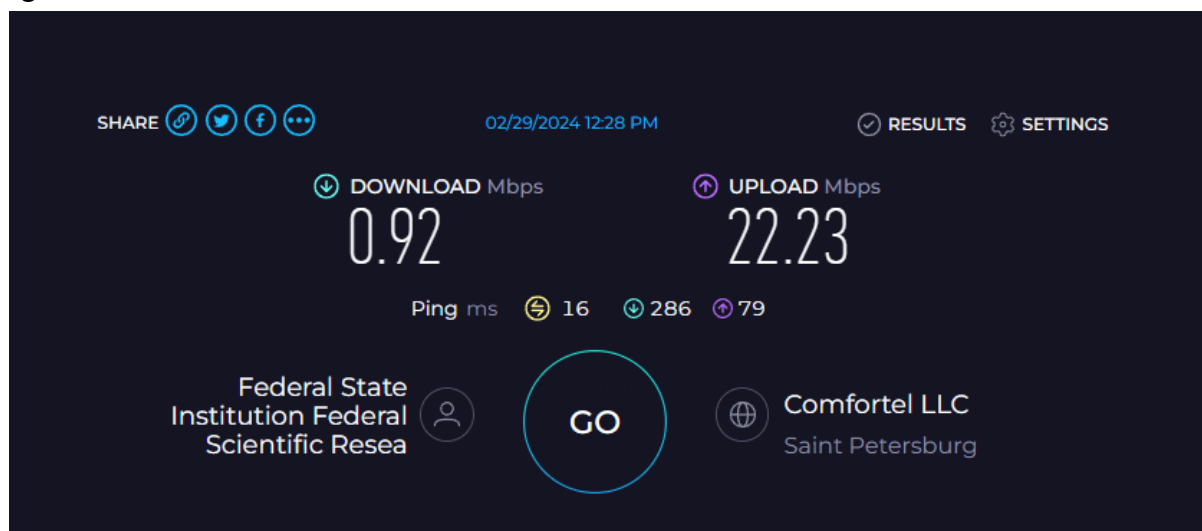 SHARE 02/29/2024 12:28 PM RESULTS SETTINGS
DOWNLOAD Mbps UPLOAD Mbps
0.92 22.23
Ping ms 16 286 79
Federal State
Institution Federal
Scientific Resea
GO
Comfortel LLC
Saint Petersburg